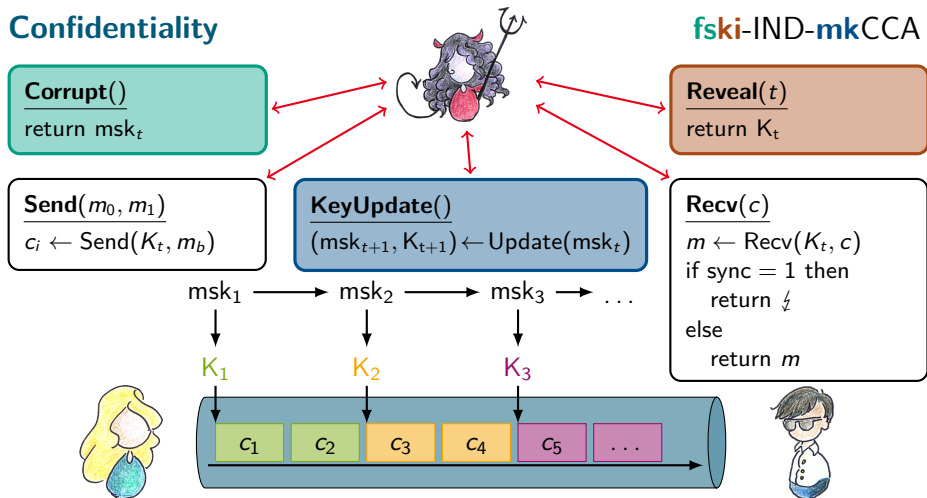 Confidentiality
fski-IND-mkCCA
Corrupt()
return mskₜ
Reveal(t)
return Kₜ
Send(m₀, m₁)
cᵢ ← Send(Kₜ, m_b)
KeyUpdate()
(mskₜ₊₁, Kₜ₊₁) ← Update(mskₜ)
Recv(c)
m ← Recv(Kₜ, c)
if sync = 1 then
return ↯
else
return m
msk₁ msk₂ msk₃ ...
K₁ K₂ K₃
c₁ c₂ c₃ c₄ c₅ ...